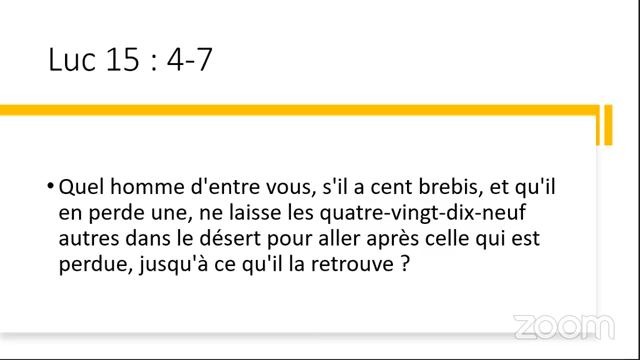 Luc 15 : 4-7
• Quel homme d'entre vous, s'il a cent brebis, et qu'il
en perde une, ne laisse les quatre-vingt-dix-neuf
autres dans le désert pour aller après celle qui est
perdue, jusqu'à ce qu'il la retrouve ?
zoom